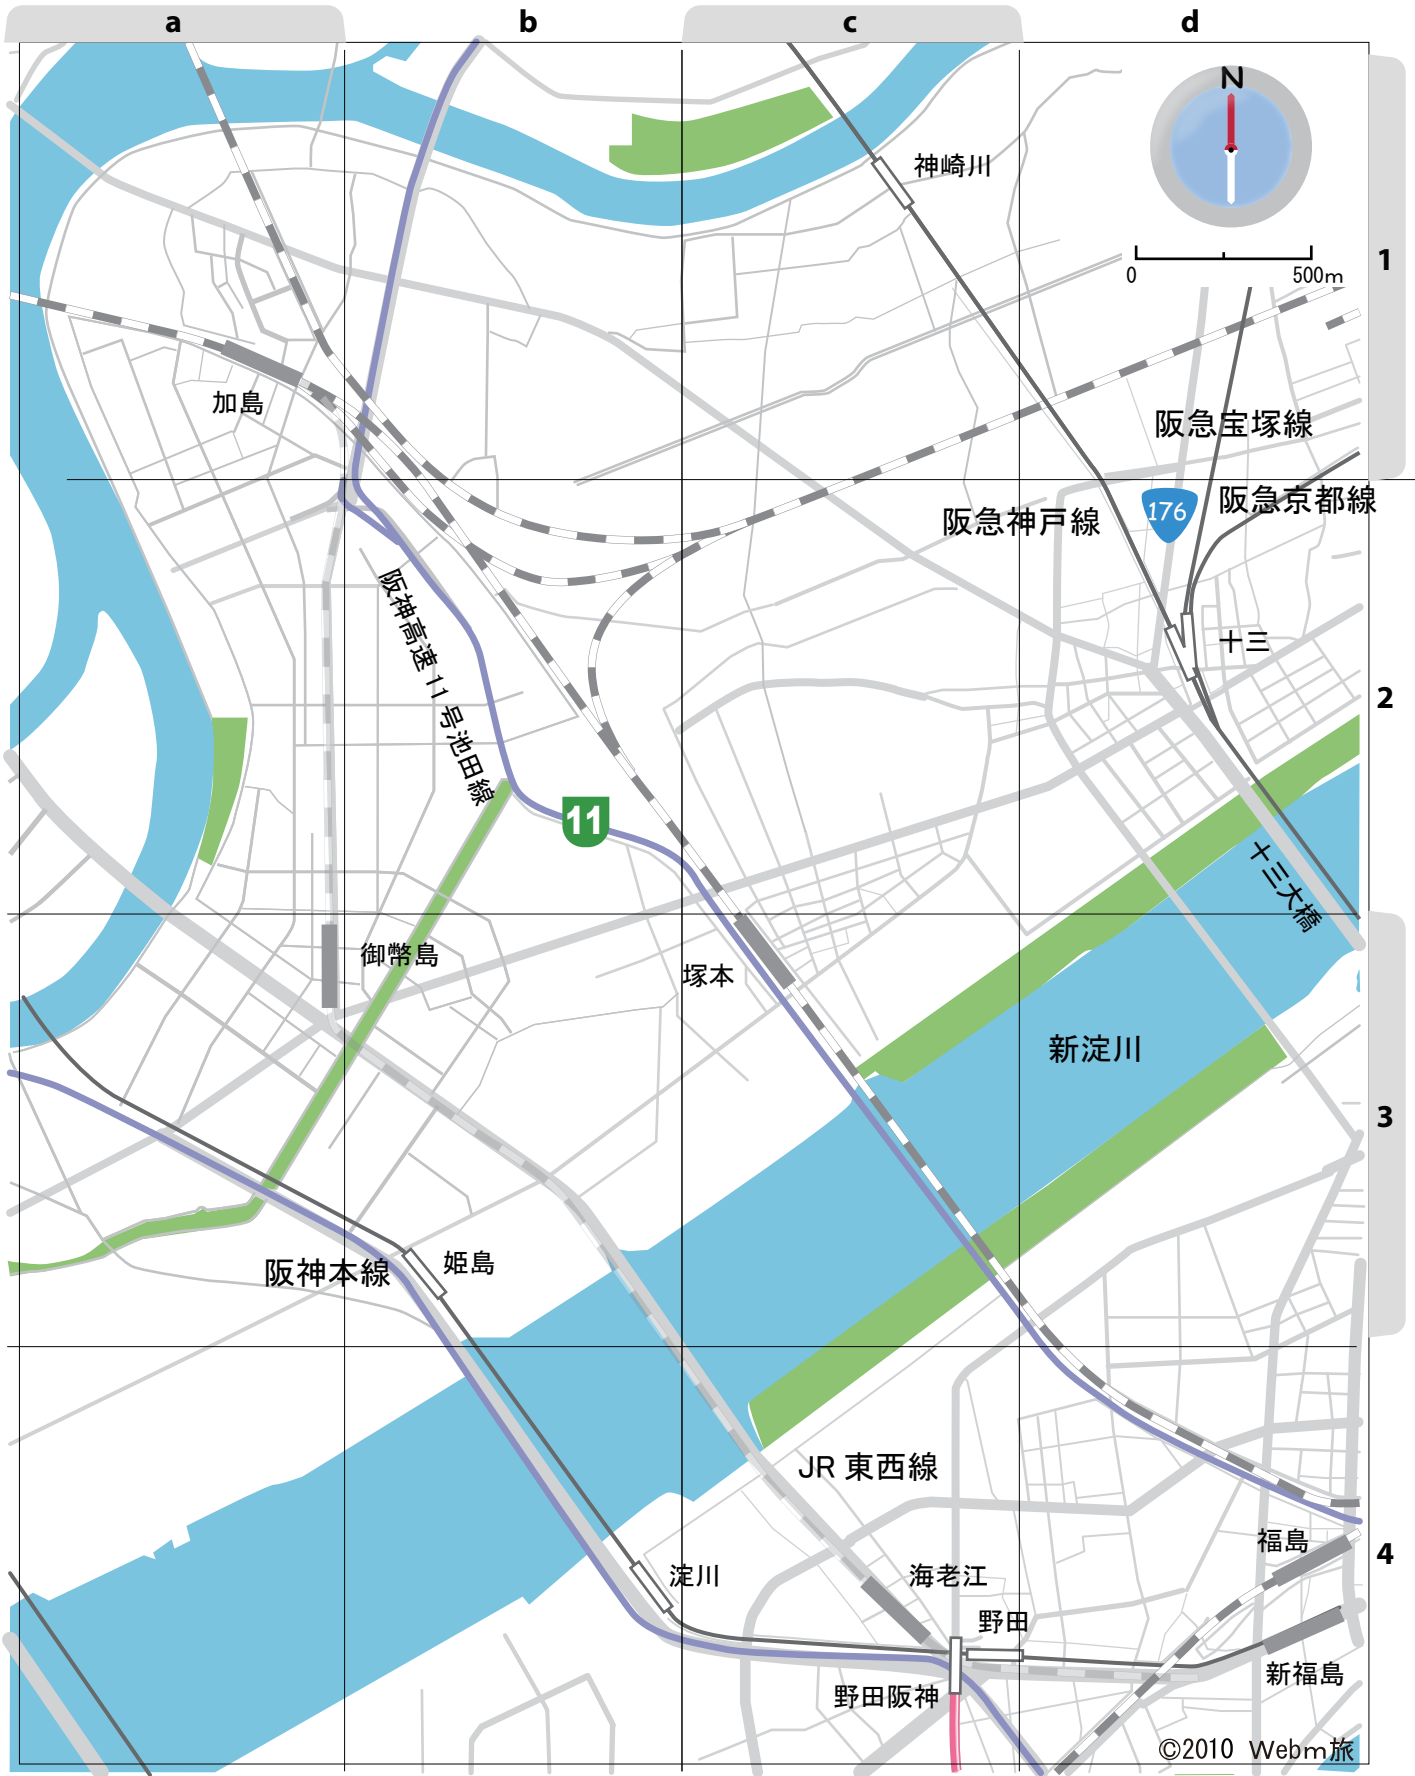 a
b
c
d
N
神崎川
0
500m
1
加島
阪急宝塚線
176
阪急京都線
阪急神戸線
十三
阪神高速11号池田線
2
11
十三大橋
御幣島
塚本
新淀川
3
阪神本線
姫島
JR 東西線
福島
4
淀川
海老江
野田
新福島
野田阪神
©2010 Webm旅